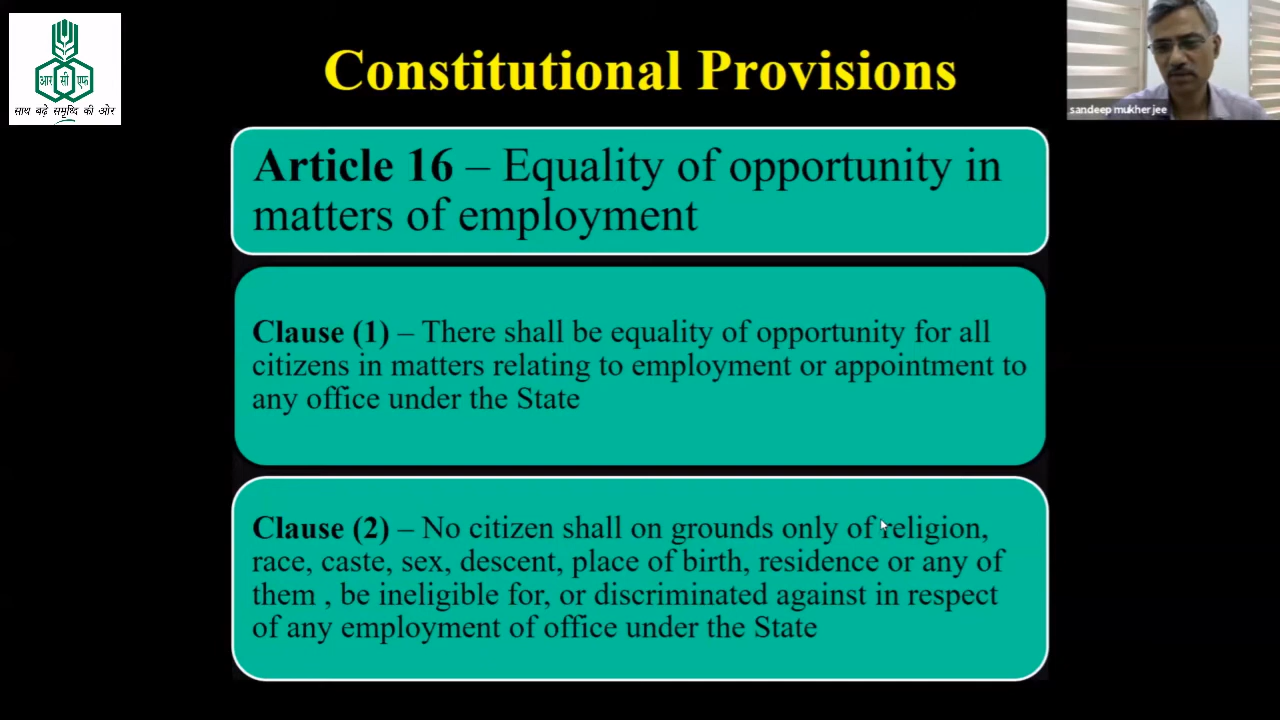 आर सी एफ
साथ बढ़े समृध्दि की ओर
Constitutional Provisions
sandeep mukherjee
Article 16 – Equality of opportunity in
matters of employment
Clause (1) – There shall be equality of opportunity for all
citizens in matters relating to employment or appointment to
any office under the State
Clause (2) – No citizen shall on grounds only of religion,
race, caste, sex, descent, place of birth, residence or any of
them , be ineligible for, or discriminated against in respect
of any employment of office under the State